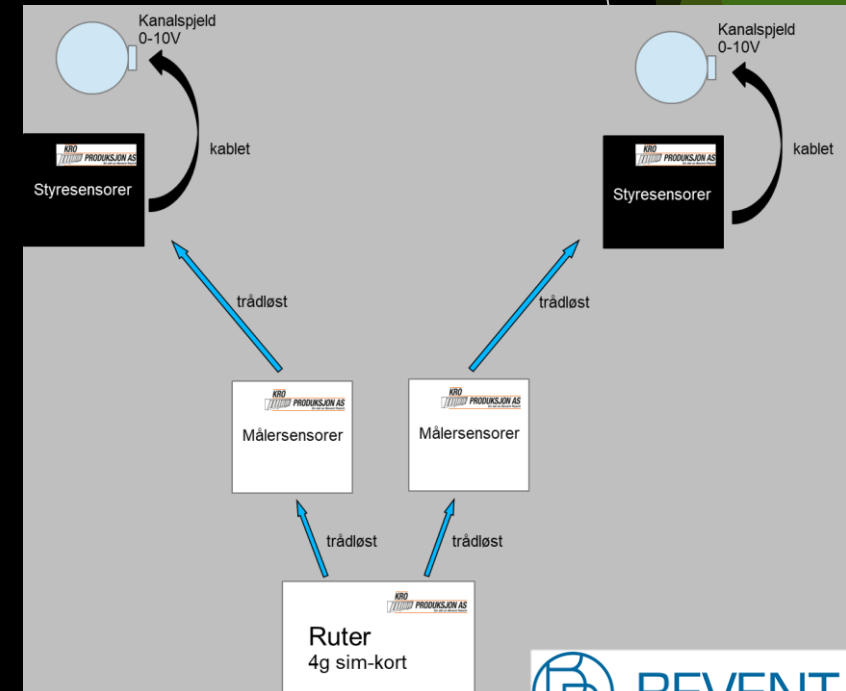 Kanalspjeld
0-10V
Kanalspjeld
0-10V
kablet
kablet
KRO
PRODUKSJON AS
Styresensorer
KRO
PRODUKSJON AS
Styresensorer
trådløst
trådløst
KRO
PRODUKSJON AS
Målersensorer
KRO
PRODUKSJON AS
Målersensorer
trådløst
trådløst
KRO
PRODUKSJON AS
Ruter
4g sim-kort
REVENT